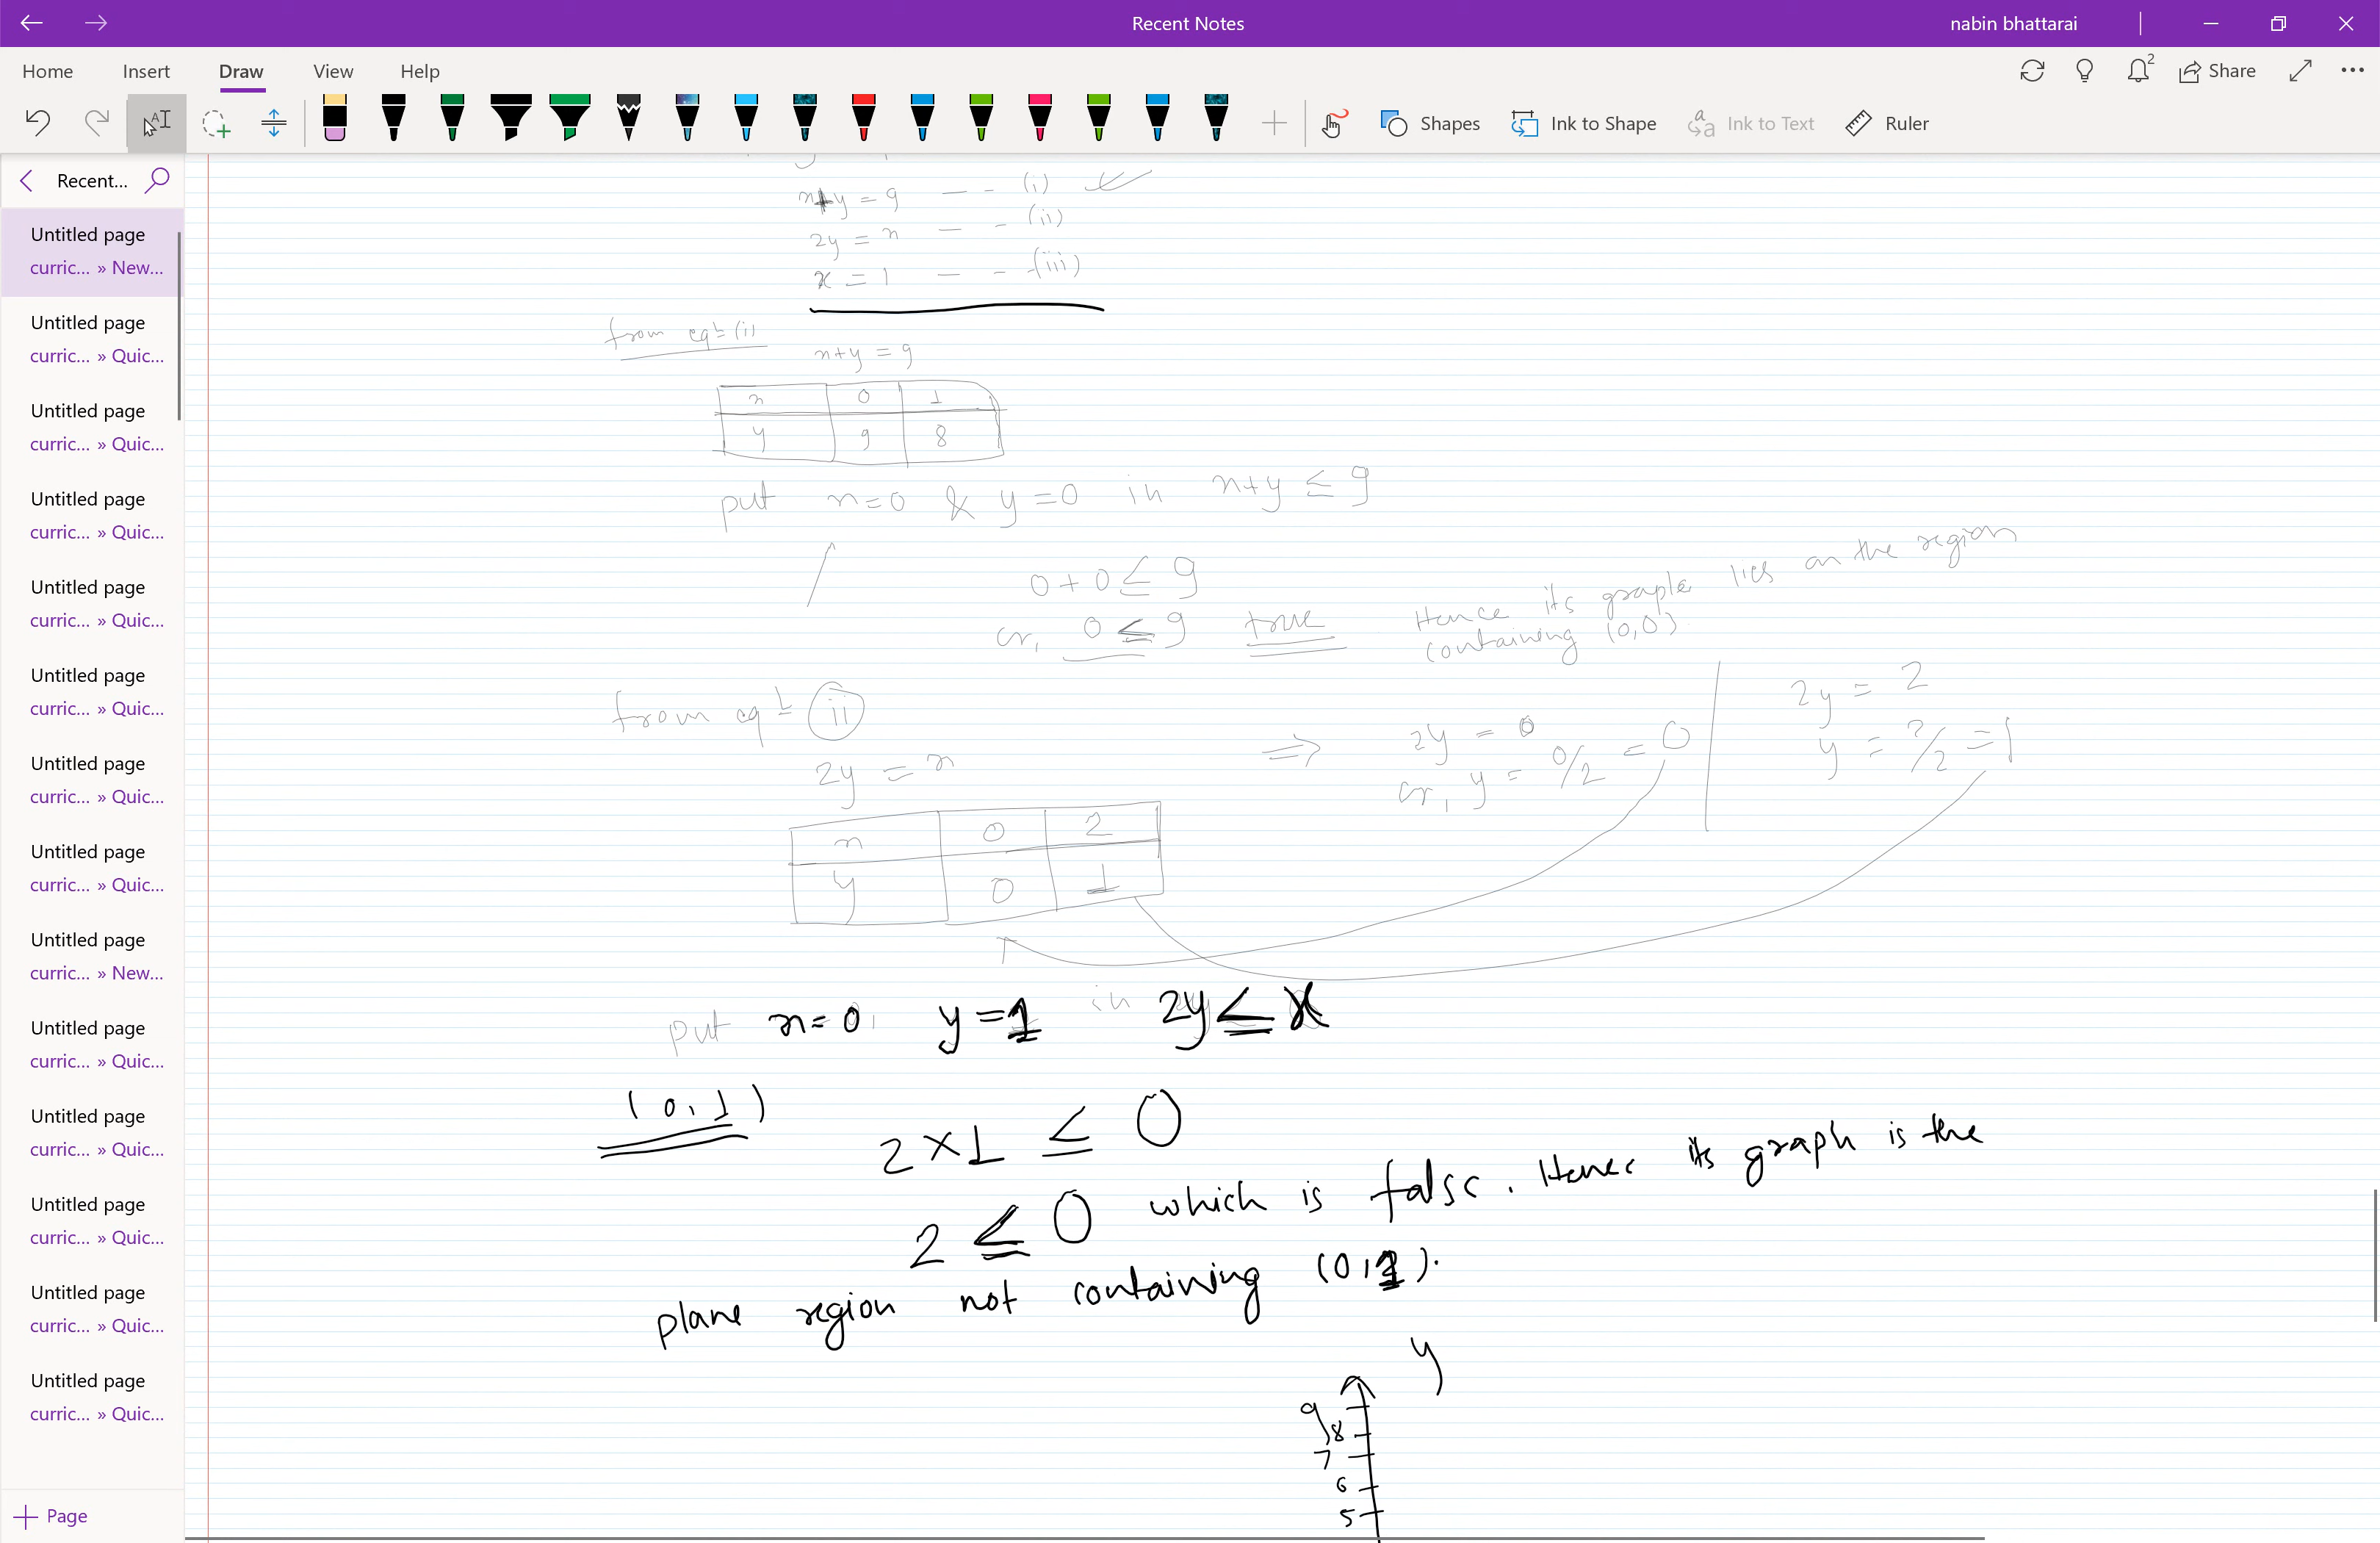 Recent Notes
nabin bhattarai
Home Insert Draw View Help
2 Share
Shapes Ink to Shape Ink to Text Ruler
Recent...
Untitled page
curric... » New...
Untitled page
curric... » Quic...
Untitled page
curric... » Quic...
Untitled page
curric... » Quic...
Untitled page
curric... » Quic...
Untitled page
curric... » Quic...
Untitled page
curric... » Quic...
Untitled page
curric... » Quic...
Untitled page
curric... » New...
Untitled page
curric... » Quic...
Untitled page
curric... » Quic...
Untitled page
curric... » Quic...
Untitled page
curric... » Quic...
Untitled page
curric... » Quic...
Page
x+y = 9 — - (i)
2y = x — - (ii)
x = 1 — - (iii)
from eqn (i)
x+y = 9
x 0 1
y 9 8
put x=0 & y=0 in x+y ≤ 9
0+0 ≤ 9
or, 0 ≤ 9 true Hence its graph lies on the region
containing (0,0)
from eqn (ii)
2y = x
⇒ 2y = 0
or, y = 0/2 = 0
2y = 2
y = 2/2 = 1
x 0 2
y 0 1
put x=0, y=1 in 2y≤x
(0,1)
2×1 ≤ 0
2 ≤ 0 which is false. Hence its graph is the
plane region not containing (0,1).
y
9
8
7
6
5